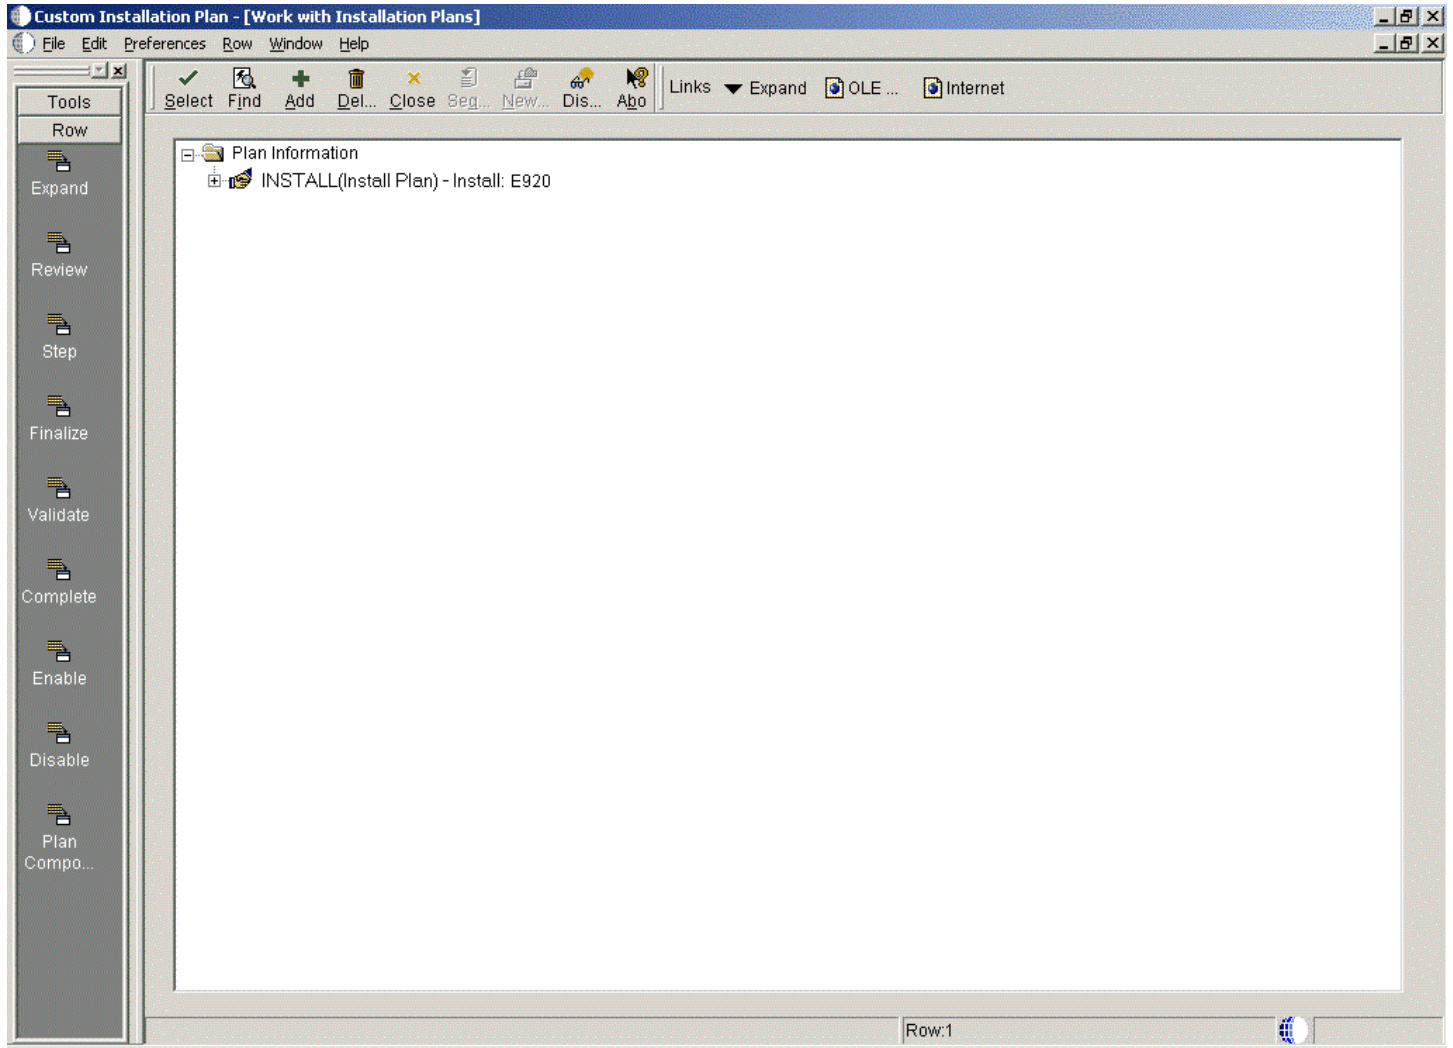 Custom Installation Plan - [Work with Installation Plans]
File Edit Preferences Row Window Help
Select Find Add Del... Close Seq... New... Dis... Abo Links Expand OLE ... Internet
Tools
Row
Expand
Review
Step
Finalize
Validate
Complete
Enable
Disable
Plan
Compo...
Plan Information
INSTALL(Install Plan) - Install: E920
Row:1